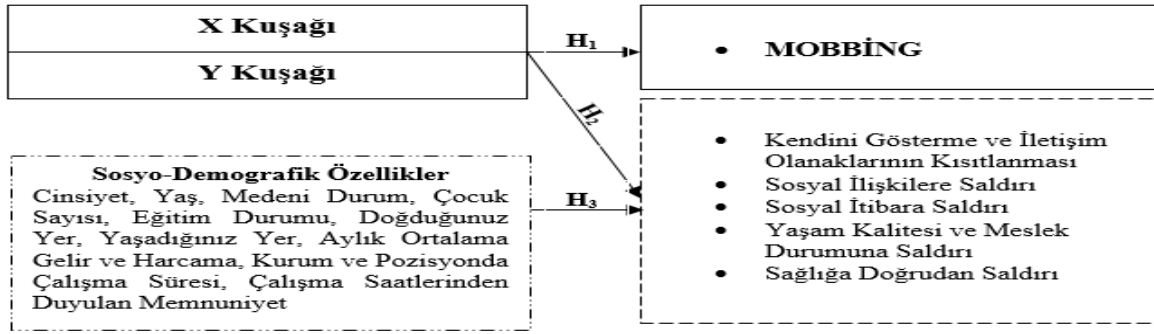 X Kuşağı
Y Kuşağı
H₁
• MOBBİNG
H₂
Sosyo-Demografik Özellikler
Cinsiyet, Yaş, Medeni Durum, Çocuk
Sayısı, Eğitim Durumu, Doğduğunuz
Yer, Yaşadığınız Yer, Aylık Ortalama
Gelir ve Harcama, Kurum ve Pozisyonda
Çalışma Süresi, Çalışma Saatlerinden
Duyulan Memnuniyet
H₃
• Kendini Gösterme ve İletişim
Olanaklarının Kısıtlanması
• Sosyal İlişkilere Saldırı
• Sosyal İtibara Saldırı
• Yaşam Kalitesi ve Meslek
Durumuna Saldırı
• Sağlığa Doğrudan Saldırı